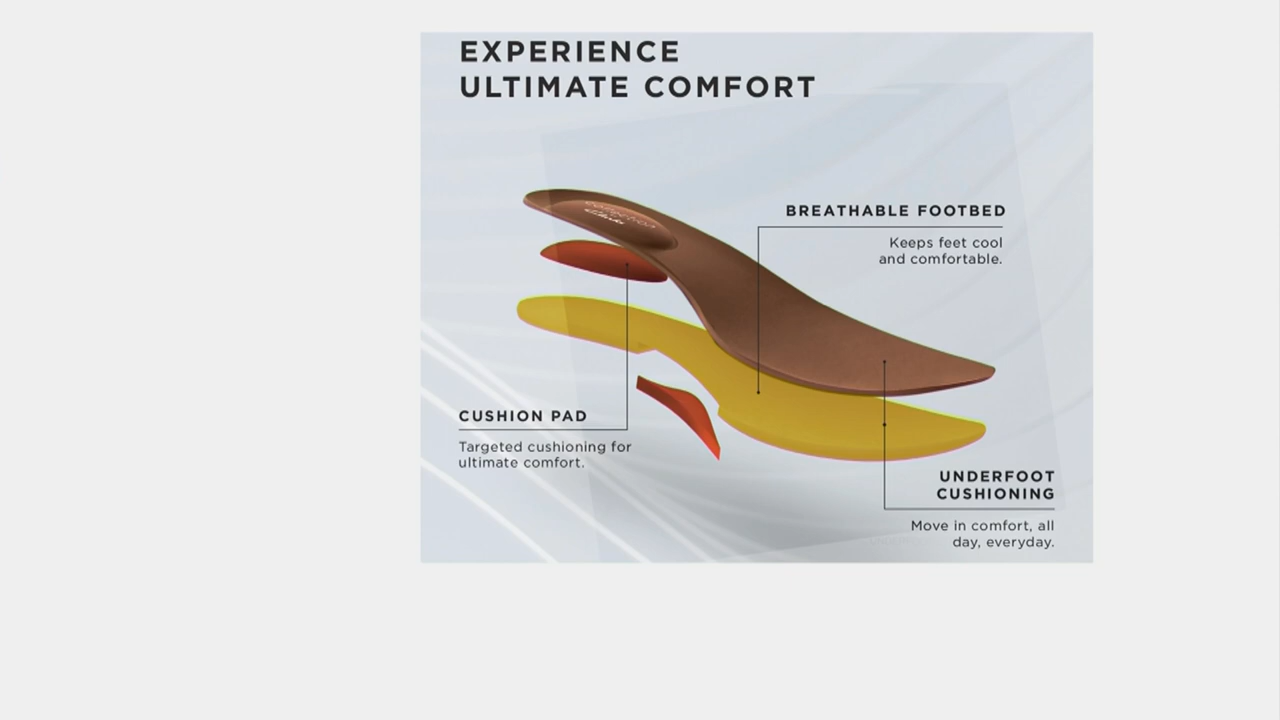 EXPERIENCE
ULTIMATE COMFORT
collection
BREATHABLE FOOTBED
Keeps feet cool
and comfortable.
CUSHION PAD
Targeted cushioning for
ultimate comfort.
UNDERFOOT
CUSHIONING
Move in comfort, all
day, everyday.